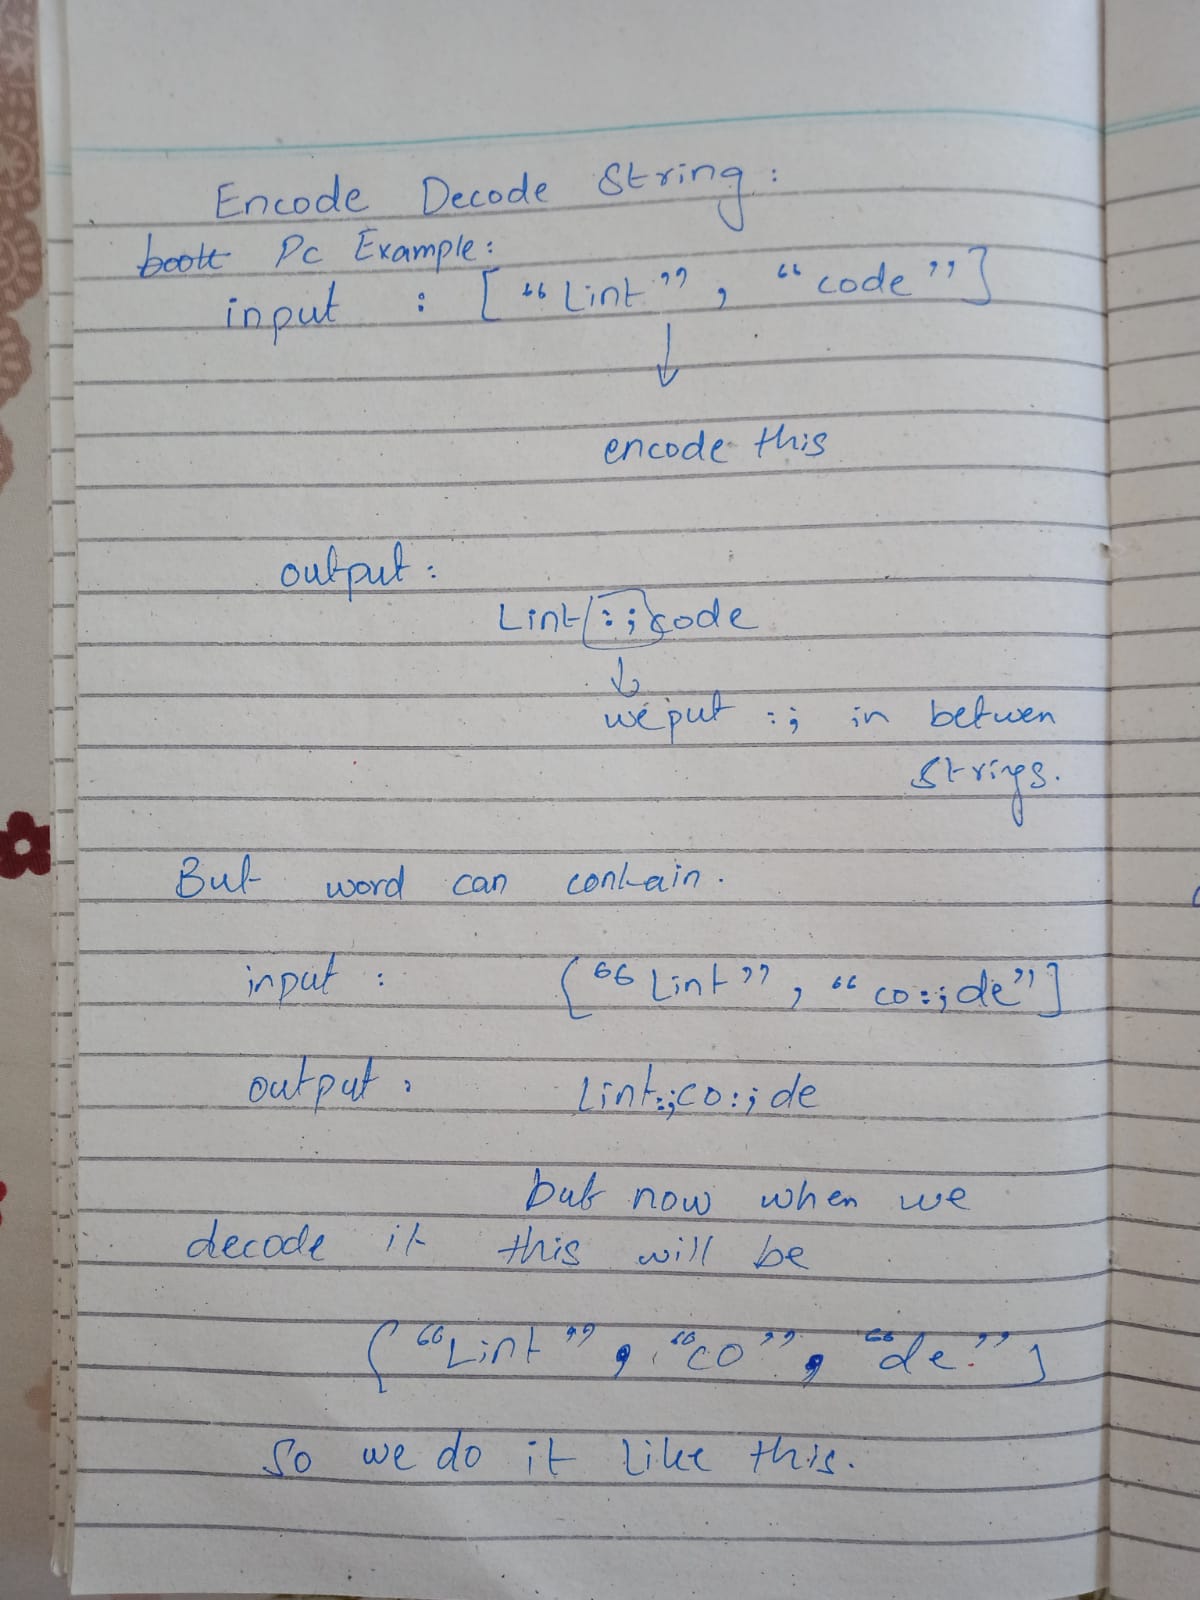 Encode Decode String :
Pc Example :
input : ["Lint", "code"]
encode this
output :
Lint:;code
we put :; in betwen
strings.
But word can contain.
input : ["Lint", "co:;de"]
output : Lint:;co:;de
but now when we
decode it this will be
["Lint", "co", "de"]
So we do it like this.